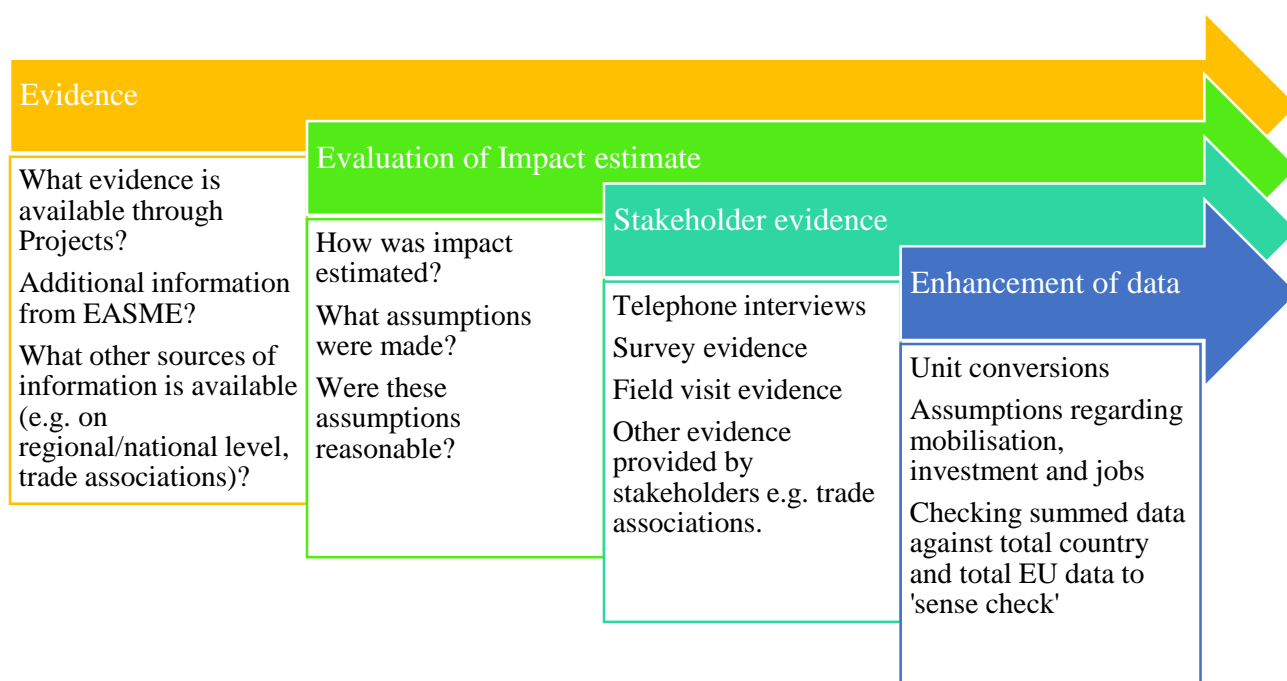 Evidence
What evidence is
available through
Projects?
Additional information
from EASME?
What other sources of
information is available
(e.g. on
regional/national level,
trade associations)?
Evaluation of Impact estimate
How was impact
estimated?
What assumptions
were made?
Were these
assumptions
reasonable?
Stakeholder evidence
Telephone interviews
Survey evidence
Field visit evidence
Other evidence
provided by
stakeholders e.g. trade
associations.
Enhancement of data
Unit conversions
Assumptions regarding
mobilisation,
investment and jobs
Checking summed data
against total country
and total EU data to
'sense check'